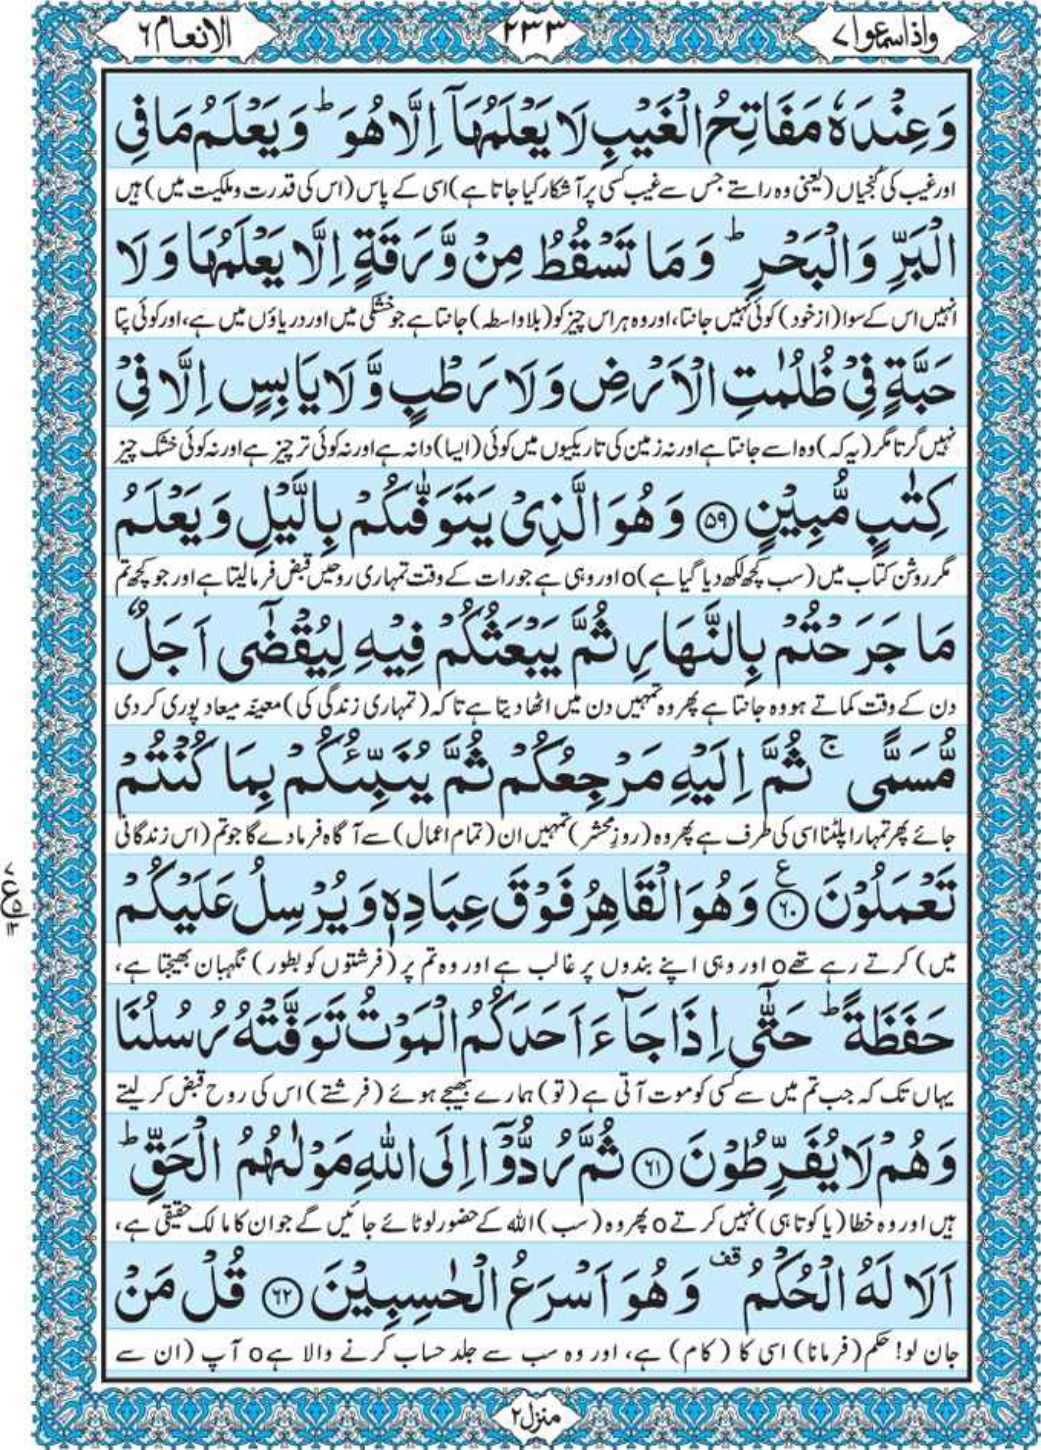 واذاسمعوا ٧
٢٣٣
الانعام ٦
وَعِنْدَهٗ مَفَاتِحُ الْغَيْبِ لَا يَعْلَمُهَاۤ اِلَّا هُوَ ؕ وَيَعْلَمُ مَا فِي
اورغیب کی کُنجیاں (یعنی وہ راستے جس سے غیب کسی پر آشکار کیا جاتا ہے) اسی کے پاس (اس کی قدرت و ملکیت میں) ہیں
الْبَرِّ وَالْبَحْرِ ؕ وَمَا تَسْقُطُ مِنْ وَّرَقَةٍ اِلَّا يَعْلَمُهَا وَلَا
انہیں اس کے سوا (از خود) کوئی نہیں جانتا، اور وہ ہر اس چیز کو (بلاواسطہ) جانتا ہے جو خشکی میں اور دریاؤں میں ہے، اور کوئی پتا
حَبَّةٍ فِيْ ظُلُمٰتِ الْاَرْضِ وَلَا رَطْبٍ وَّلَا يَابِسٍ اِلَّا فِيْ
نہیں گرتا مگر (یہ کہ) وہ اسے جانتا ہے اور نہ زمین کی تاریکیوں میں کوئی (ایسا) دانہ ہے اور نہ کوئی تر چیز ہے اور نہ کوئی خشک چیز
كِتٰبٍ مُّبِيْنٍ ﴿٥٩﴾ وَهُوَ الَّذِيْ يَتَوَفّٰىكُمْ بِالَّيْلِ وَيَعْلَمُ
مگر روشن کتاب میں (سب کچھ لکھ دیا گیا ہے)o اور وہی ہے جو رات کے وقت تمہاری روحیں قبض فرما لیتا ہے اور جو کچھ تم
مَا جَرَحْتُمْ بِالنَّهَارِ ثُمَّ يَبْعَثُكُمْ فِيْهِ لِيُقْضٰۤى اَجَلٌ
دن کے وقت کماتے ہو وہ جانتا ہے پھر وہ تمہیں دن میں اٹھا دیتا ہے تاکہ (تمہاری زندگی کی) معینہ میعاد پوری کر دی
مُّسَمًّى ۚ ثُمَّ اِلَيْهِ مَرْجِعُكُمْ ثُمَّ يُنَبِّئُكُمْ بِمَا كُنْتُمْ
جائے پھر تمہارا پلٹنا اسی کی طرف ہے پھر وہ (روزِ محشر) تمہیں ان (تمام اعمال) سے آگاہ فرما دے گا جو تم (اس زندگانی
تَعْمَلُوْنَ ﴿٦٠﴾ ع وَهُوَ الْقَاهِرُ فَوْقَ عِبَادِهٖ وَيُرْسِلُ عَلَيْكُمْ
میں) کرتے رہے تھےo اور وہی اپنے بندوں پر غالب ہے اور وہ تم پر (فرشتوں کو بطور) نگہبان بھیجتا ہے،
حَفَظَةً ؕ حَتّٰۤى اِذَا جَآءَ اَحَدَكُمُ الْمَوْتُ تَوَفَّتْهُ رُسُلُنَا
یہاں تک کہ جب تم میں سے کسی کو موت آتی ہے (تو) ہمارے بھیجے ہوئے (فرشتے) اس کی روح قبض کر لیتے
وَهُمْ لَا يُفَرِّطُوْنَ ﴿٦١﴾ ثُمَّ رُدُّوْۤا اِلَى اللّٰهِ مَوْلٰىهُمُ الْحَقِّ ؕ
ہیں اور وہ خطا (یا کوتاہی) نہیں کرتےo پھر وہ (سب) اللہ کے حضور لوٹائے جائیں گے جو ان کا مالکِ حقیقی ہے،
اَلَا لَهُ الْحُكْمُ قف وَهُوَ اَسْرَعُ الْحٰسِبِيْنَ ﴿٦٢﴾ قُلْ مَنْ
جان لو! حکم (فرمانا) اسی کا (کام) ہے، اور وہ سب سے جلد حساب کرنے والا ہےo آپ (ان سے
٧
ع
٥
١٣
منزل ٢